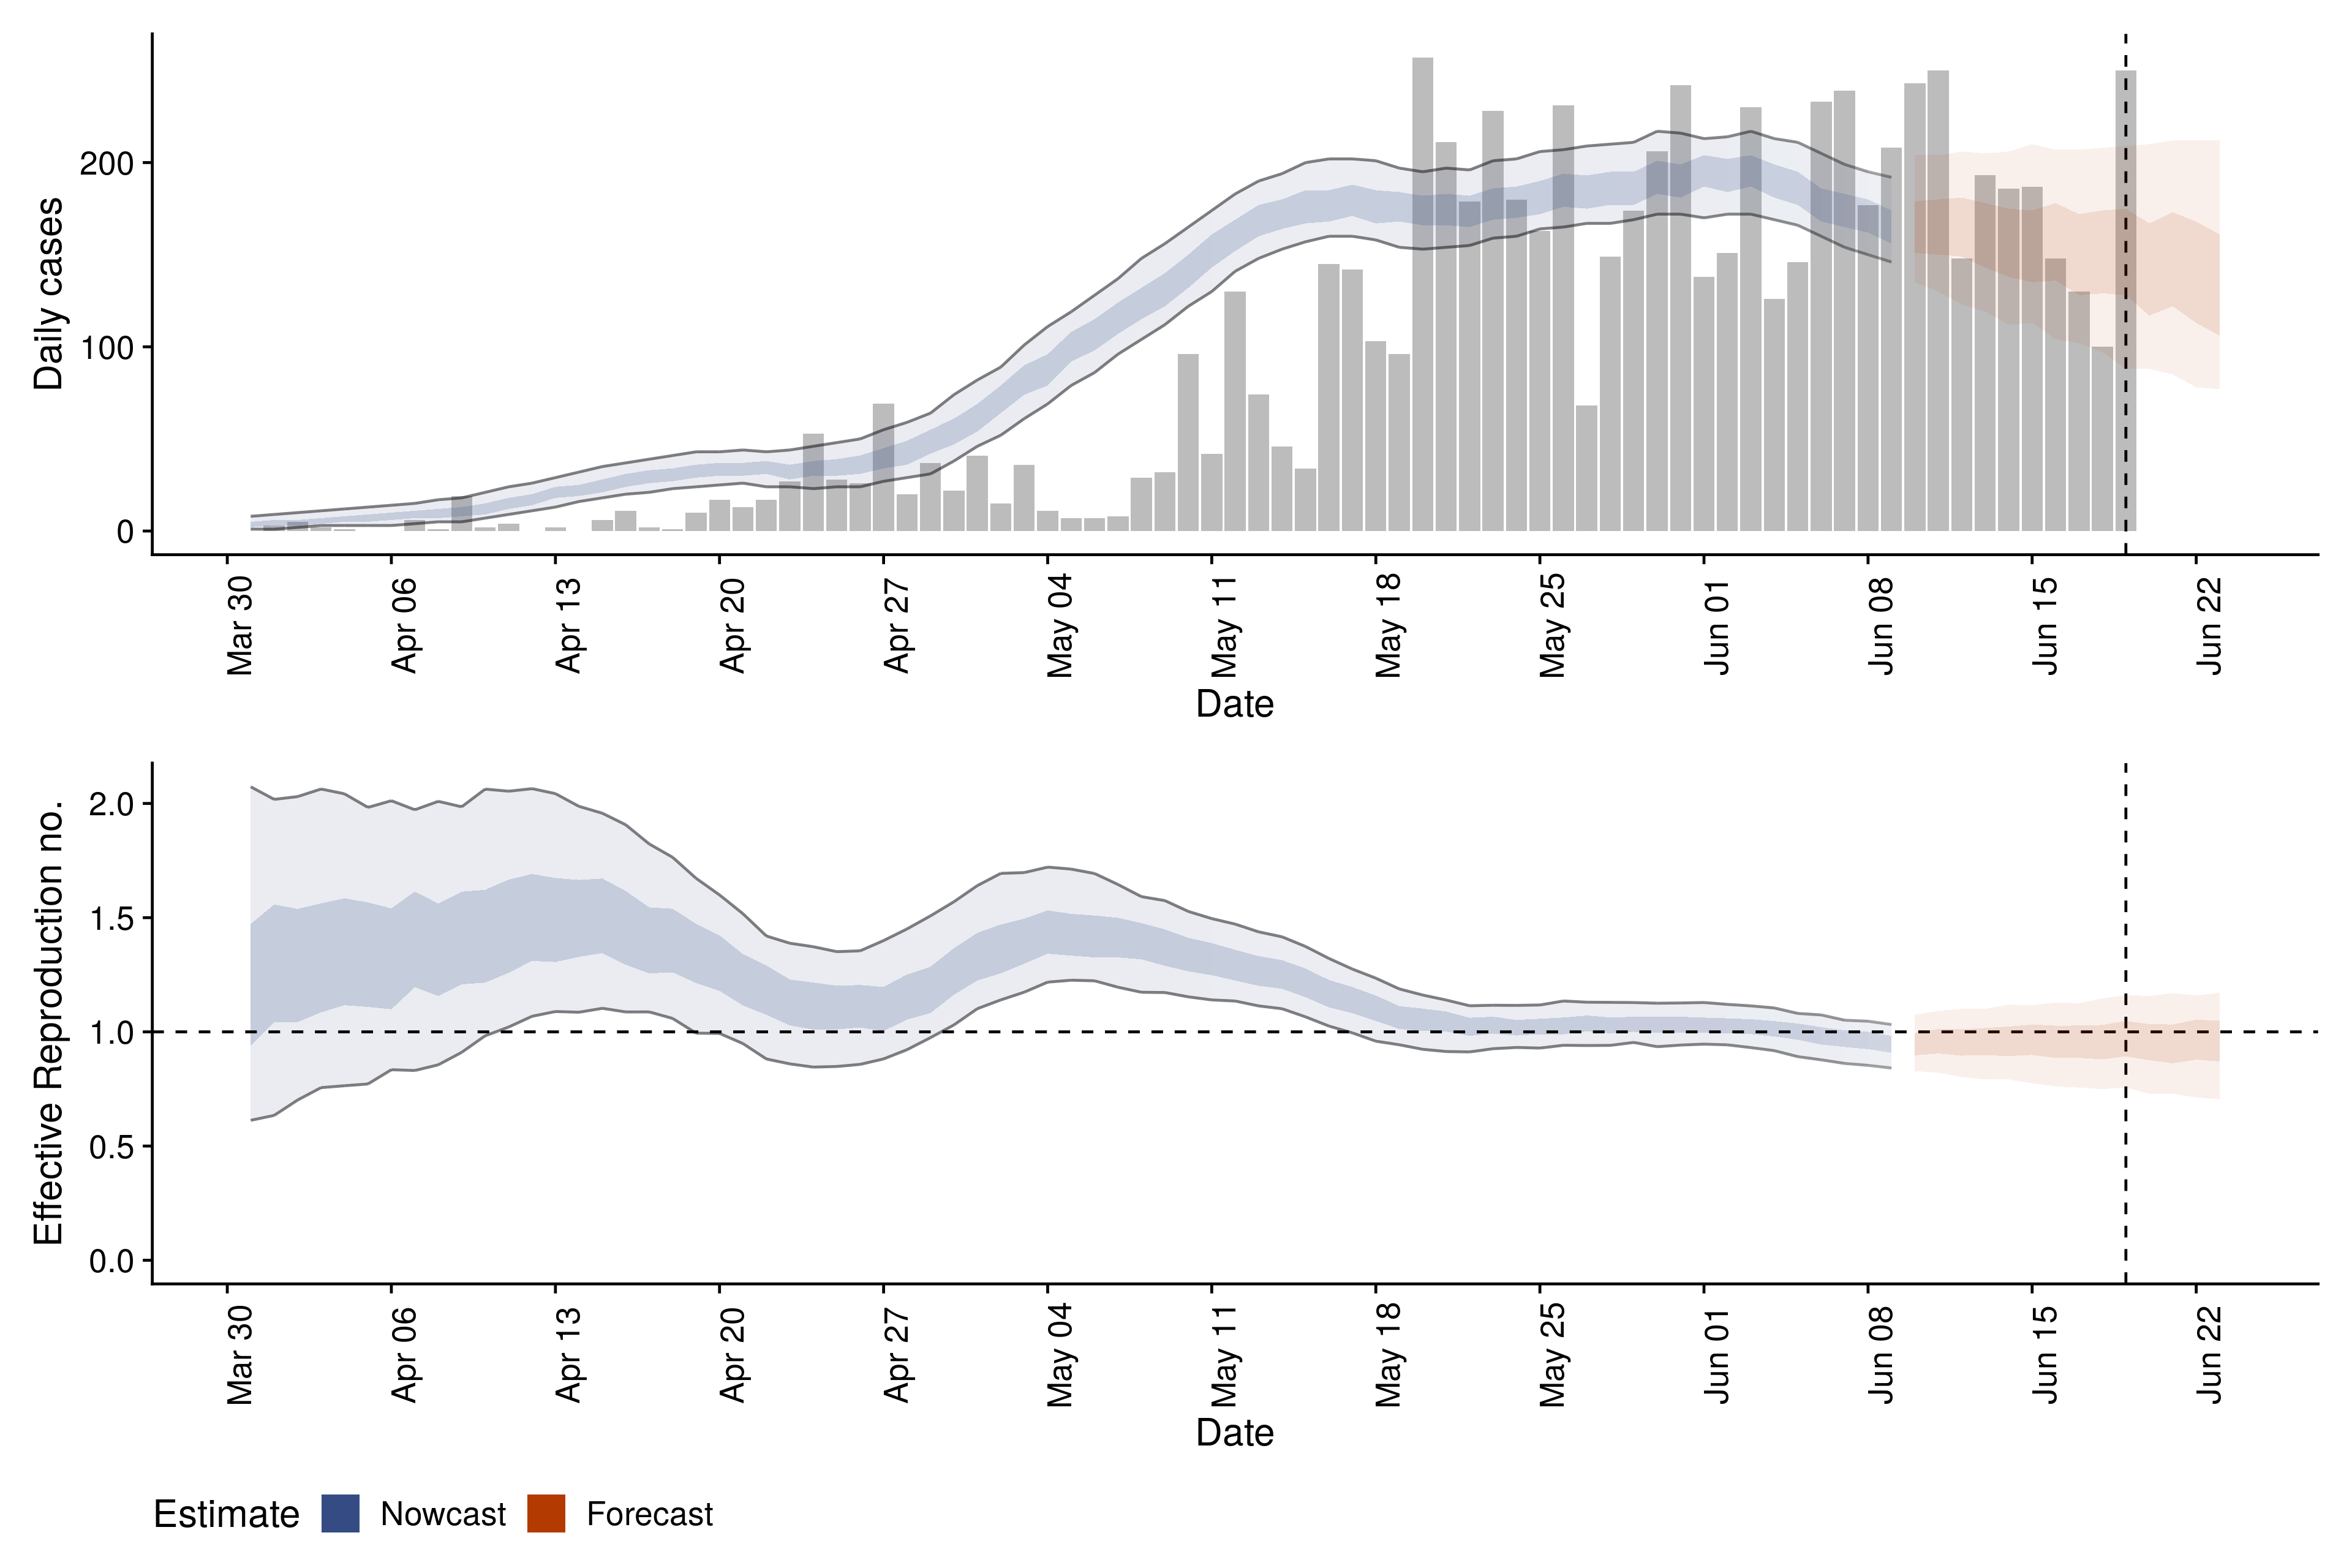 Daily cases
200
100
0
Mar 30 Apr 06 Apr 13 Apr 20 Apr 27 May 04 May 11 May 18 May 25 Jun 01 Jun 08 Jun 15 Jun 22
Date
Effective Reproduction no.
2.0
1.5
1.0
0.5
0.0
Mar 30 Apr 06 Apr 13 Apr 20 Apr 27 May 04 May 11 May 18 May 25 Jun 01 Jun 08 Jun 15 Jun 22
Date
Estimate Nowcast Forecast